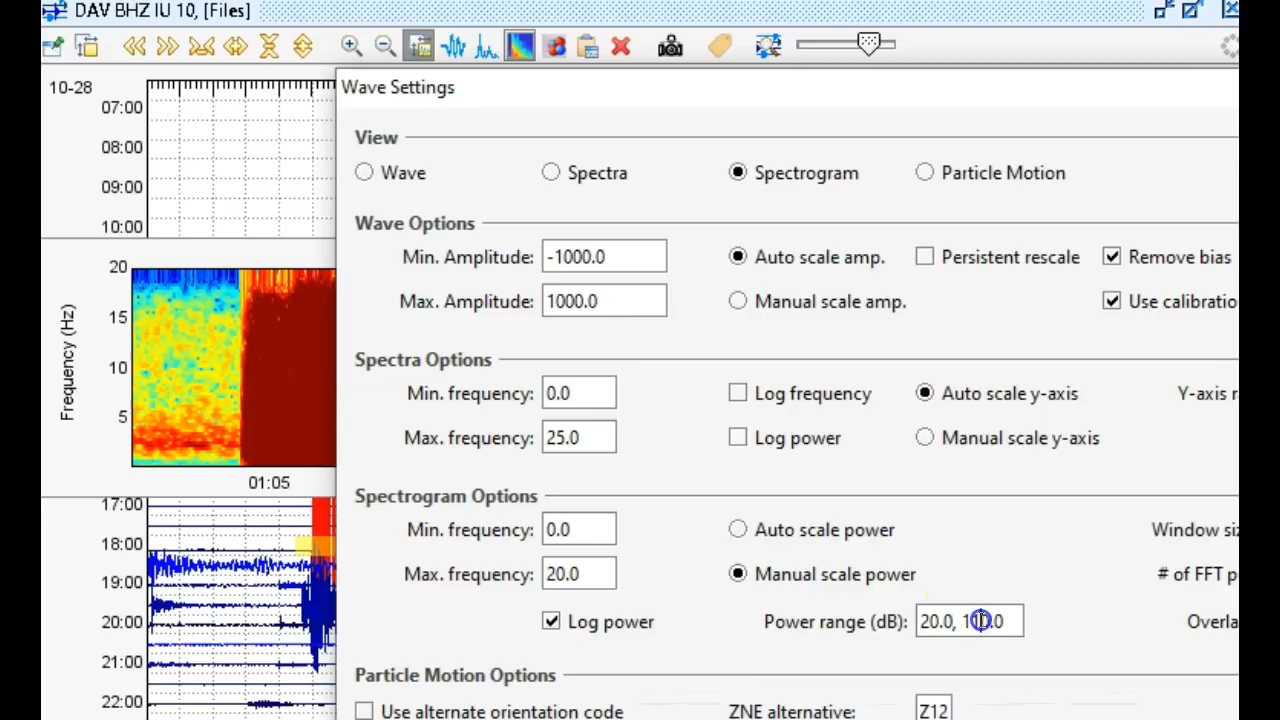 DAV BHZ IU 10, [Files]
10-28
07:00
08:00
09:00
10:00
Wave Settings
View
Wave
Spectra
Spectrogram
Particle Motion
Wave Options
Min. Amplitude: -1000.0
Auto scale amp.
Persistent rescale
Remove bias
Max. Amplitude: 1000.0
Manual scale amp.
Use calibratio
20
15
10
5
Frequency (Hz)
01:05
Spectra Options
Min. frequency: 0.0
Log frequency
Auto scale y-axis
Y-axis r
Max. frequency: 25.0
Log power
Manual scale y-axis
Spectrogram Options
Min. frequency: 0.0
Auto scale power
Window siz
Max. frequency: 20.0
Manual scale power
# of FFT p
Log power
Power range (dB): 20.0,
Overla
17:00
18:00
19:00
20:00
21:00
22:00
Particle Motion Options
Use alternate orientation code
ZNE alternative: Z12